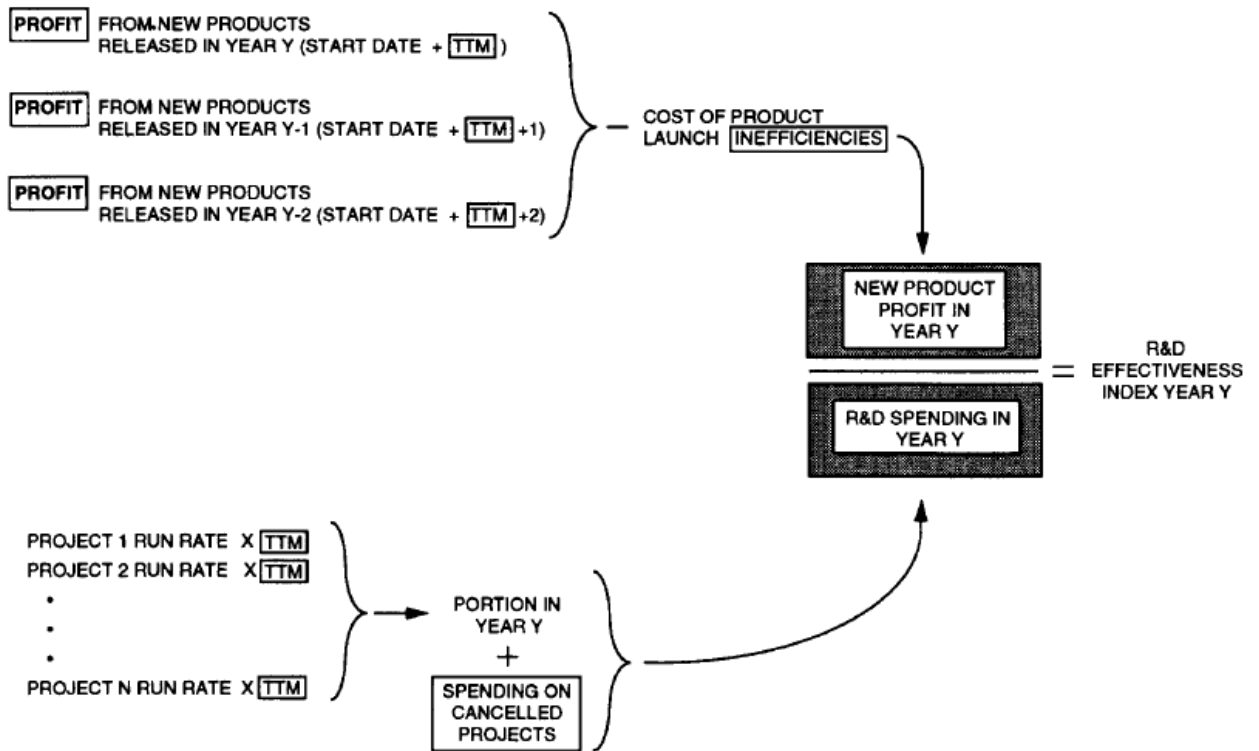 PROFIT FROM NEW PRODUCTS
RELEASED IN YEAR Y (START DATE + TTM )
PROFIT FROM NEW PRODUCTS
RELEASED IN YEAR Y-1 (START DATE + TTM +1)
PROFIT FROM NEW PRODUCTS
RELEASED IN YEAR Y-2 (START DATE + TTM +2)
— COST OF PRODUCT
LAUNCH INEFFICIENCIES
NEW PRODUCT
PROFIT IN
YEAR Y
R&D SPENDING IN
YEAR Y
= R&D
EFFECTIVENESS
INDEX YEAR Y
PROJECT 1 RUN RATE X TTM
PROJECT 2 RUN RATE X TTM
•
•
•
PROJECT N RUN RATE X TTM
PORTION IN
YEAR Y
+
SPENDING ON
CANCELLED
PROJECTS